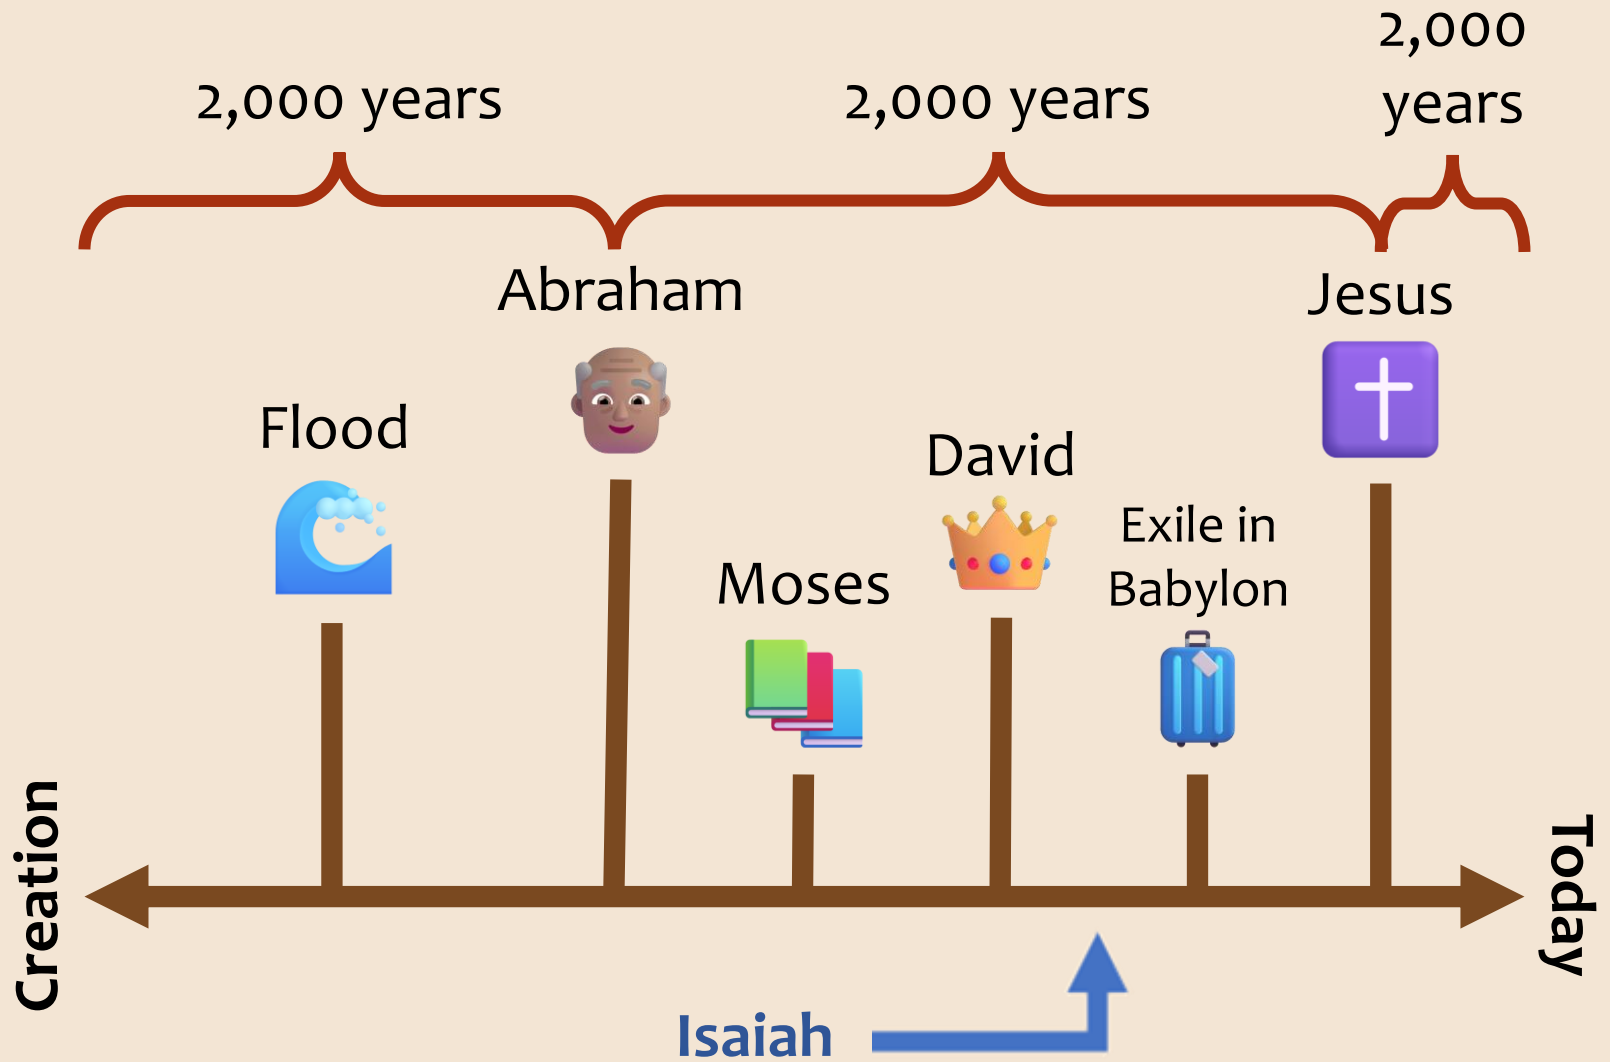 2,000
years
2,000 years
2,000 years
Abraham
Jesus
Flood
David
Exile in
Babylon
Moses
Creation
Today
Isaiah